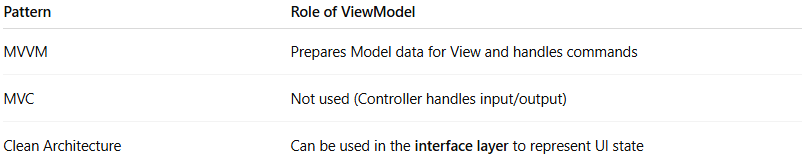 Pattern Role of ViewModel
MVVM Prepares Model data for View and handles commands
MVC Not used (Controller handles input/output)
Clean Architecture Can be used in the interface layer to represent UI state